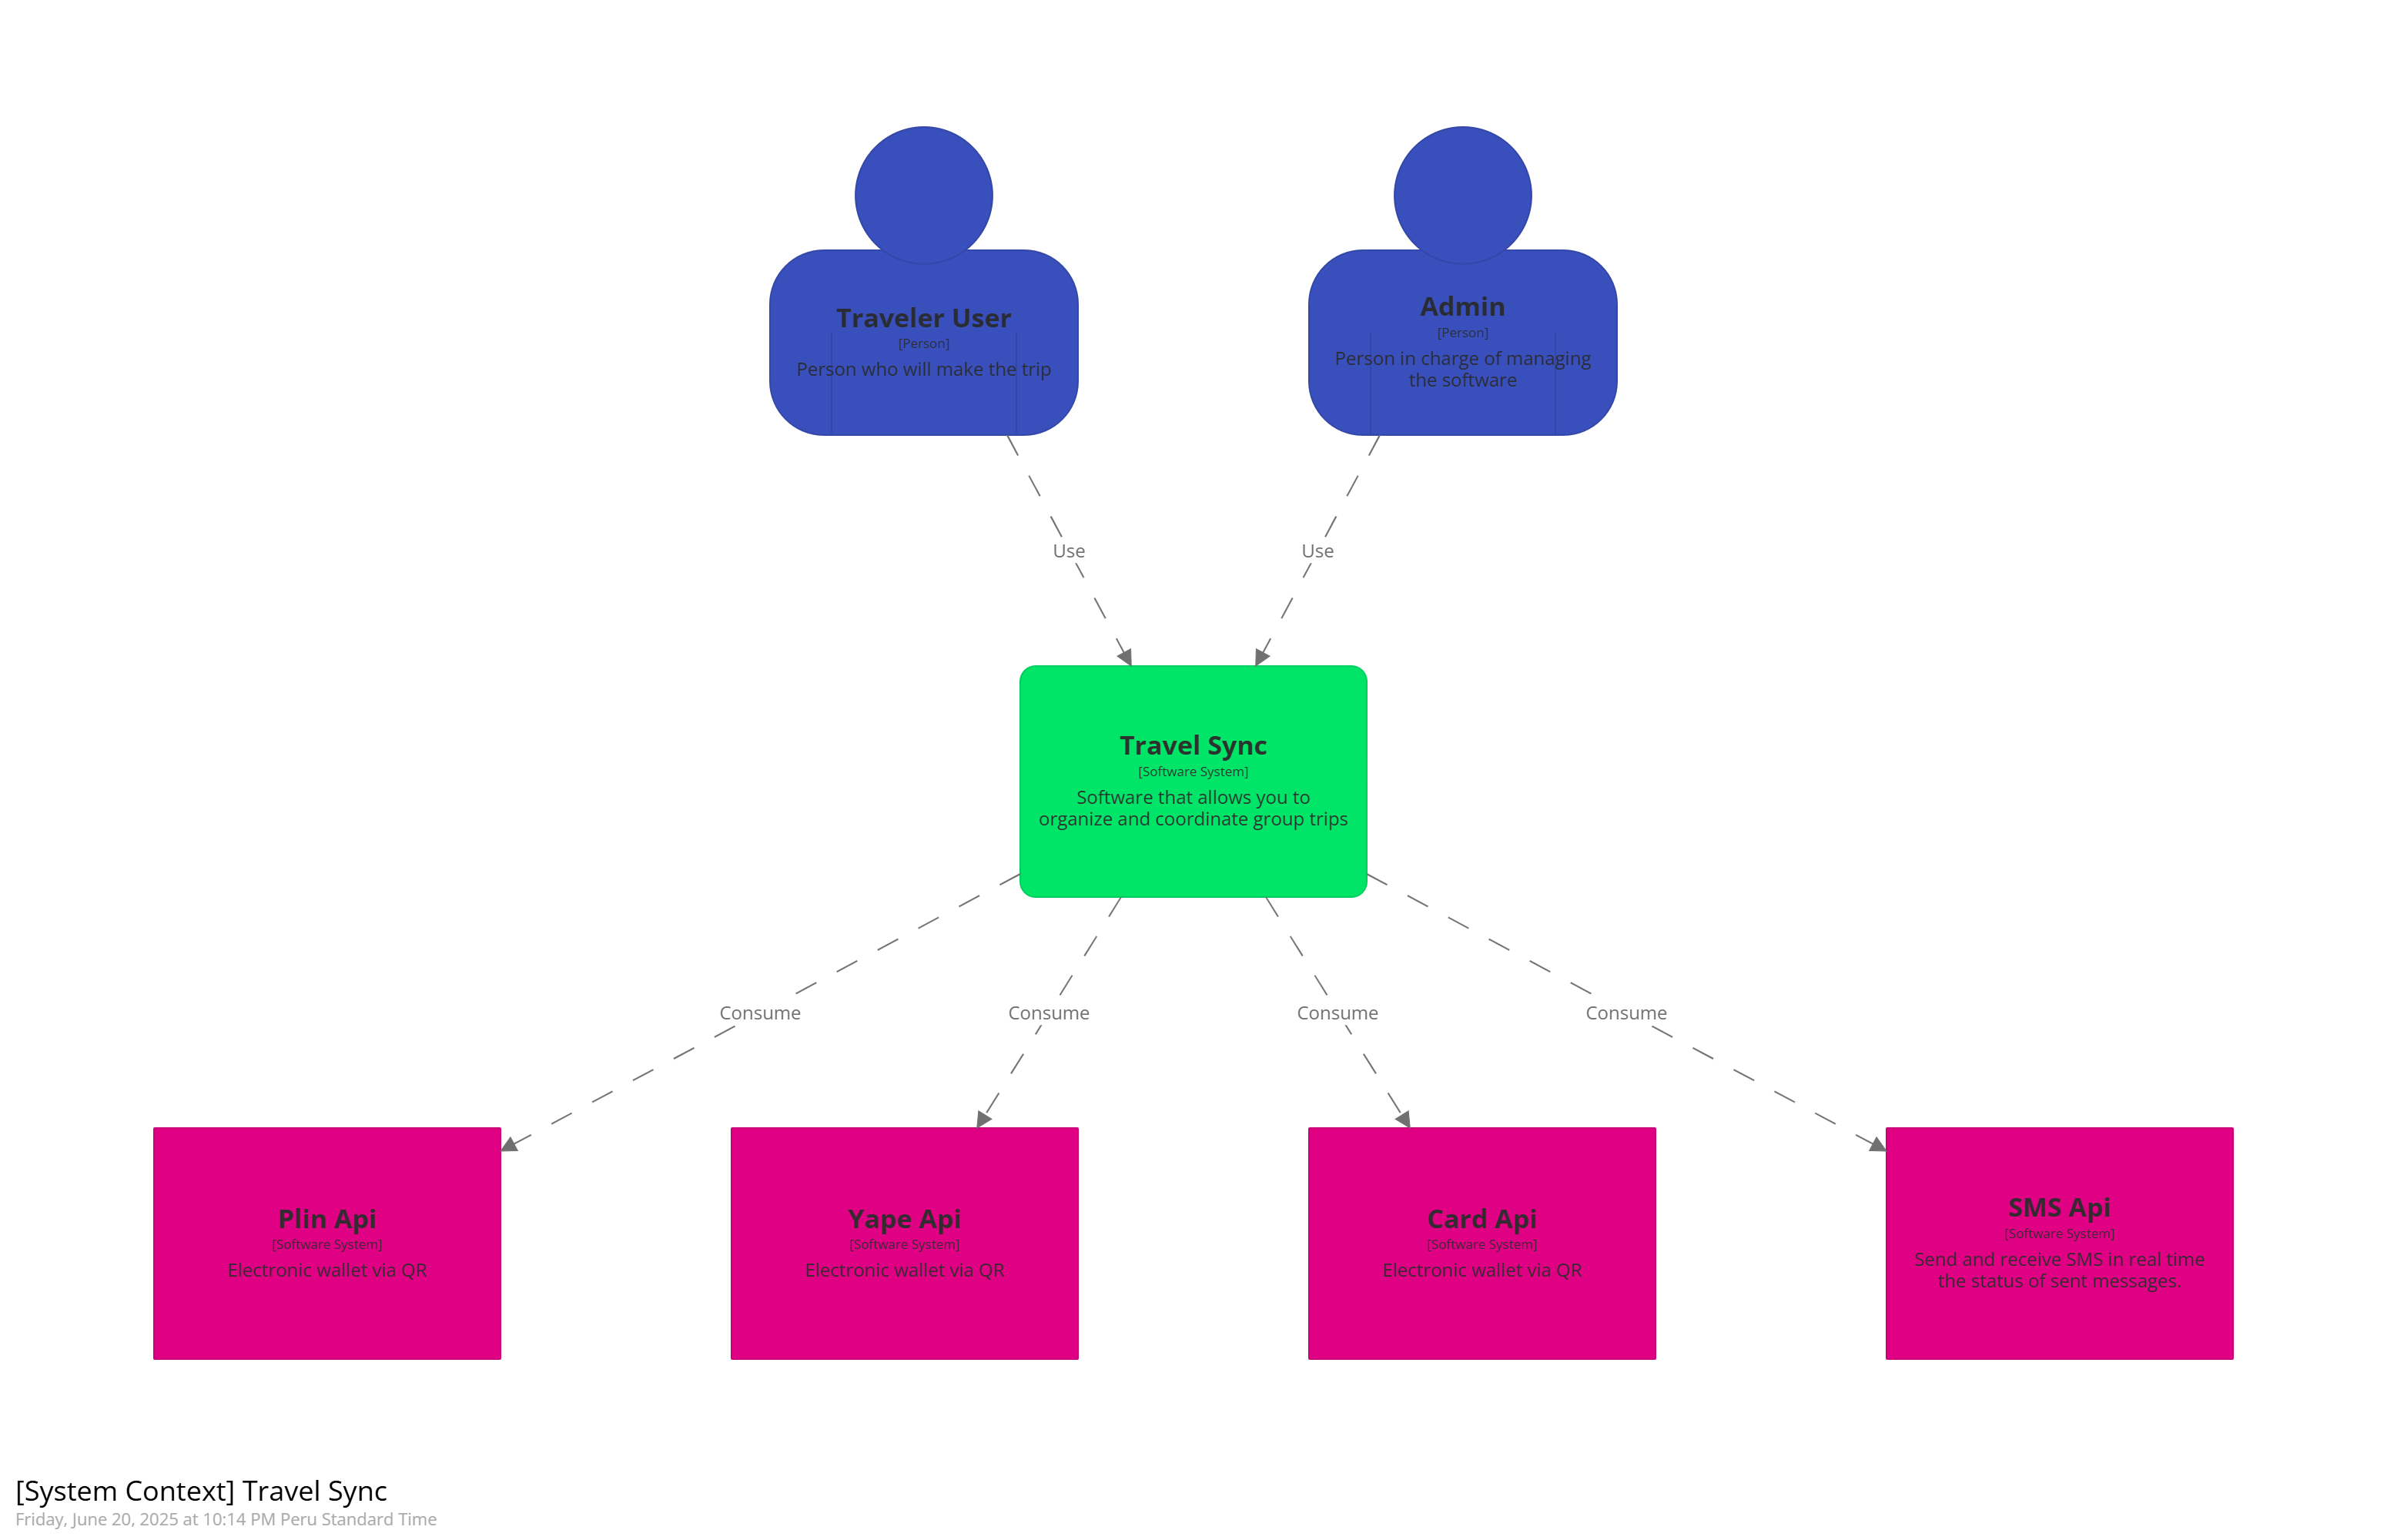 Traveler User
[Person]
Person who will make the trip
Admin
[Person]
Person in charge of managing
the software
Use
Use
Travel Sync
[Software System]
Software that allows you to
organize and coordinate group trips
Consume
Consume
Consume
Consume
Plin Api
[Software System]
Electronic wallet via QR
Yape Api
[Software System]
Electronic wallet via QR
Card Api
[Software System]
Electronic wallet via QR
SMS Api
[Software System]
Send and receive SMS in real time
the status of sent messages.
[System Context] Travel Sync
Friday, June 20, 2025 at 10:14 PM Peru Standard Time